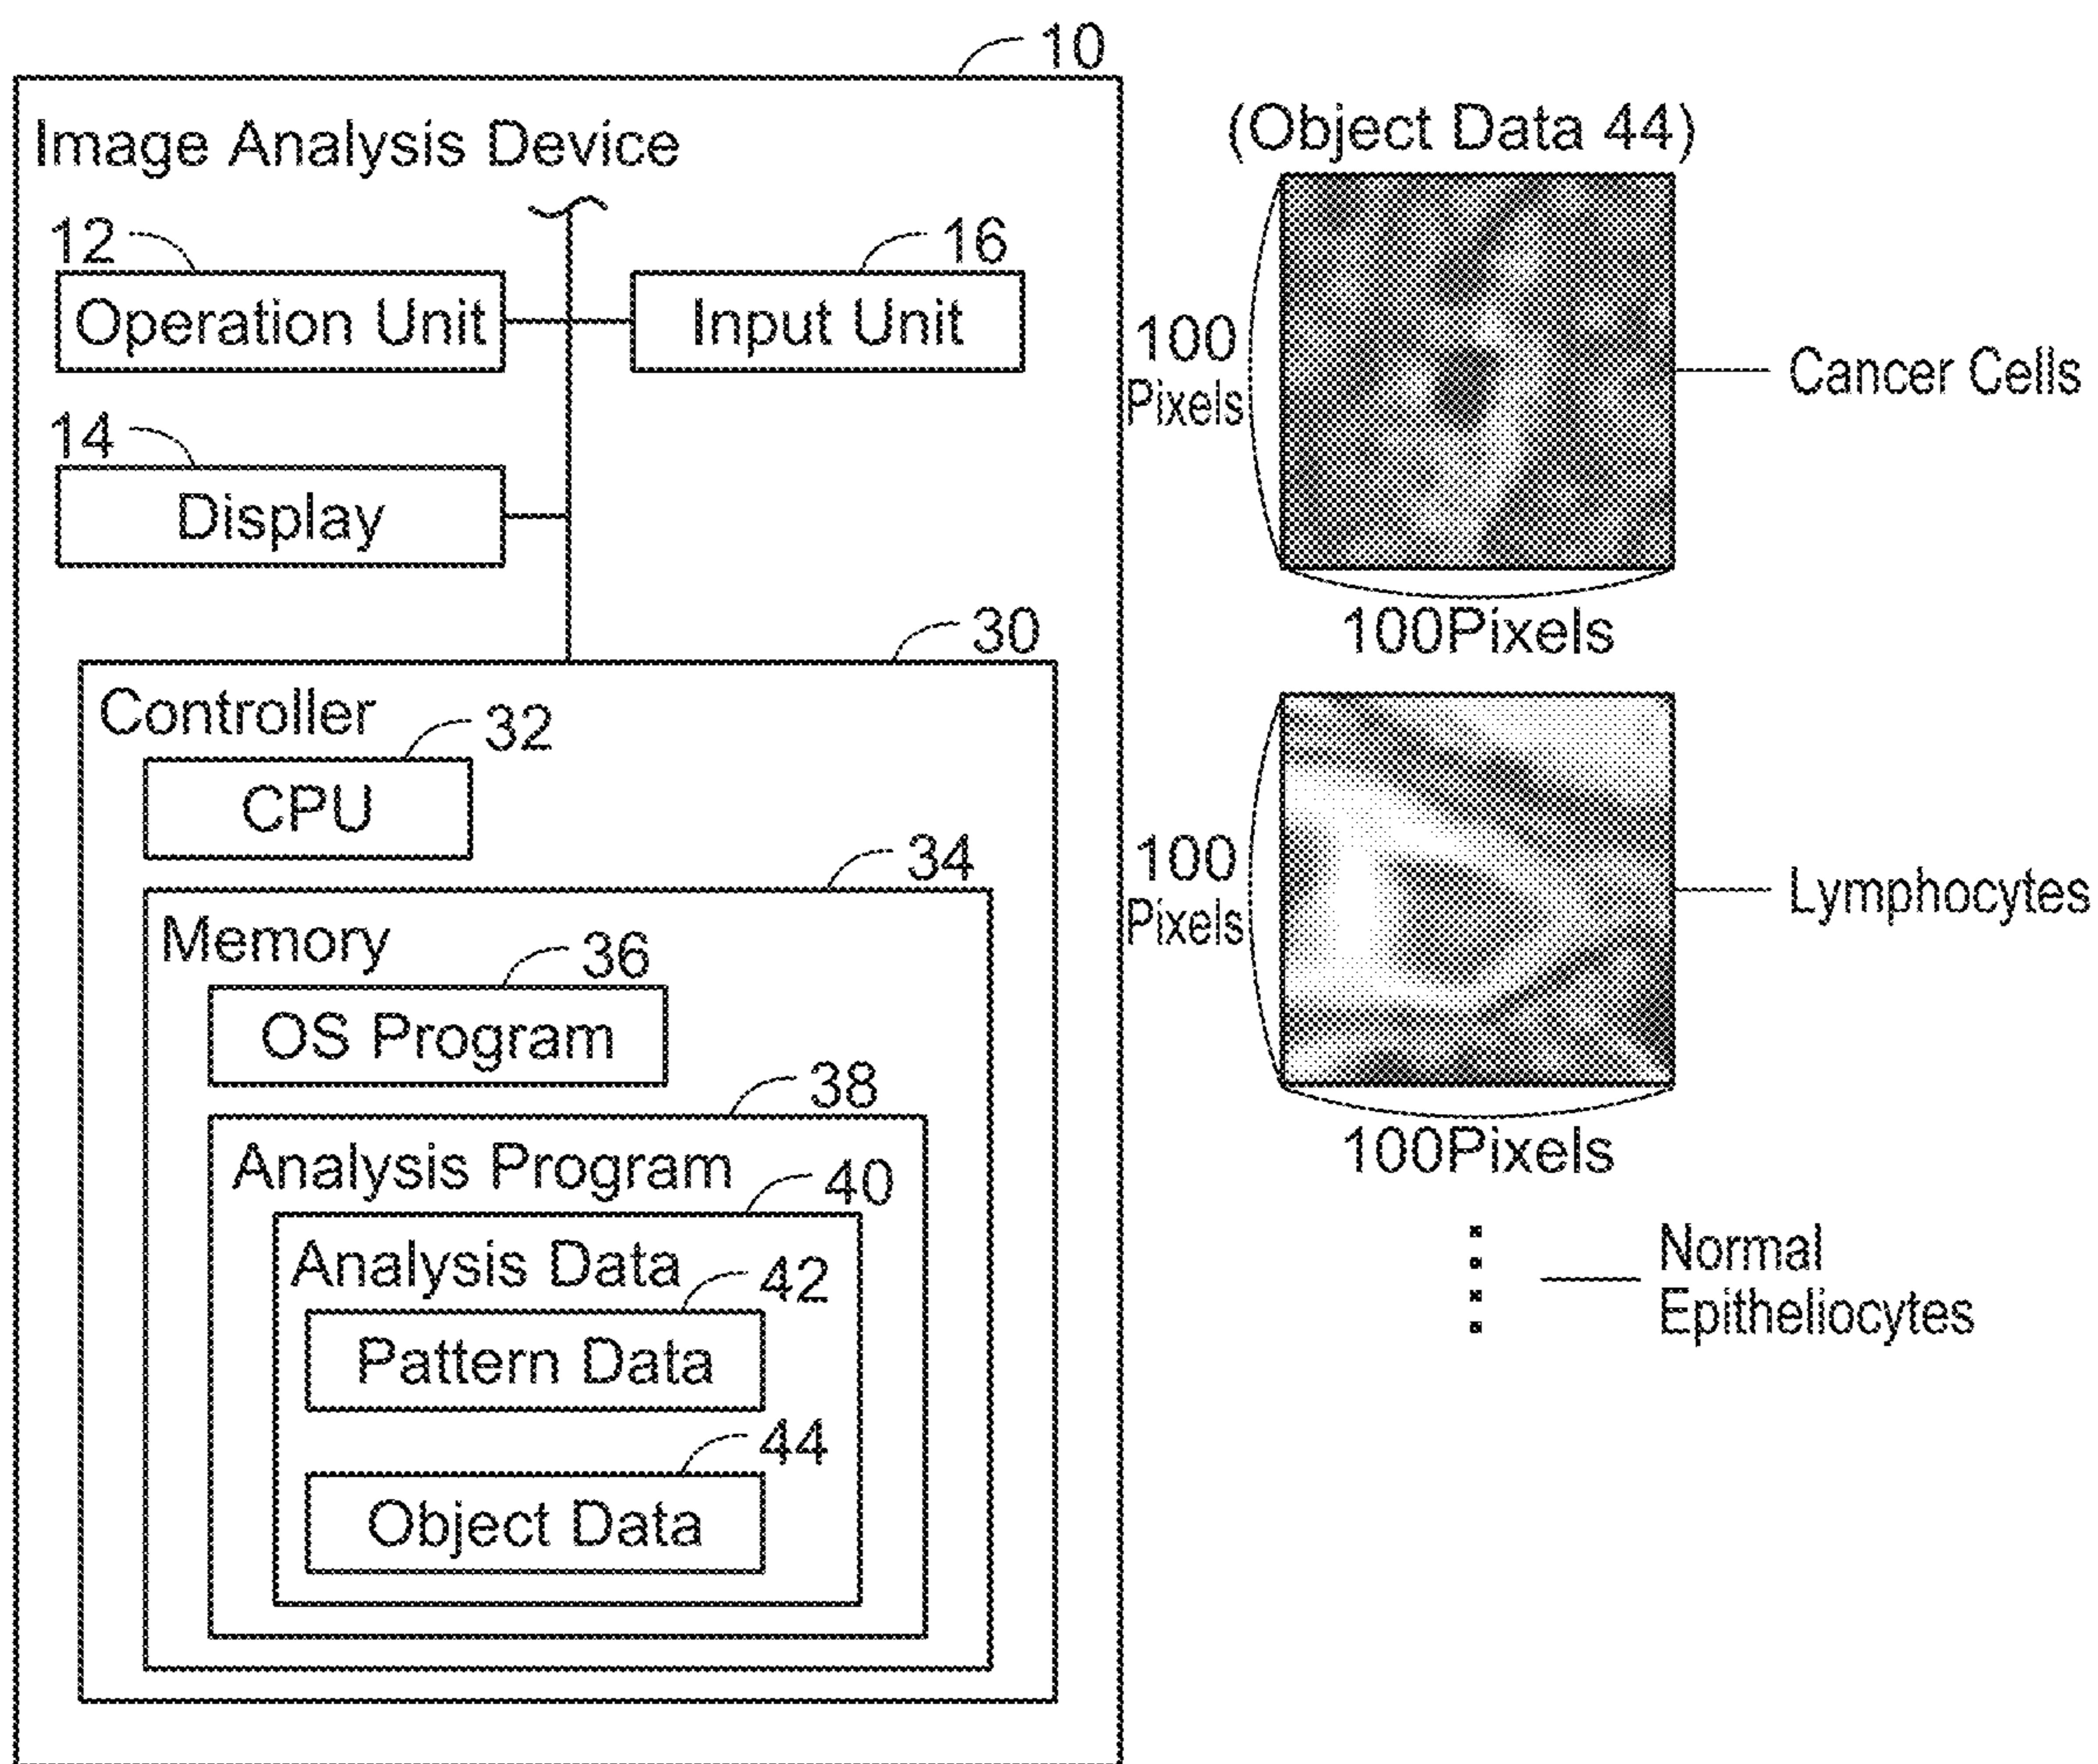 10
Image Analysis Device
12
Operation Unit
16
Input Unit
14
Display
30
Controller
32
CPU
34
Memory
36
OS Program
38
Analysis Program
40
Analysis Data
42
Pattern Data
44
Object Data
(Object Data 44)
100
Pixels
Cancer Cells
100Pixels
100
Pixels
Lymphocytes
100Pixels
Normal
Epitheliocytes